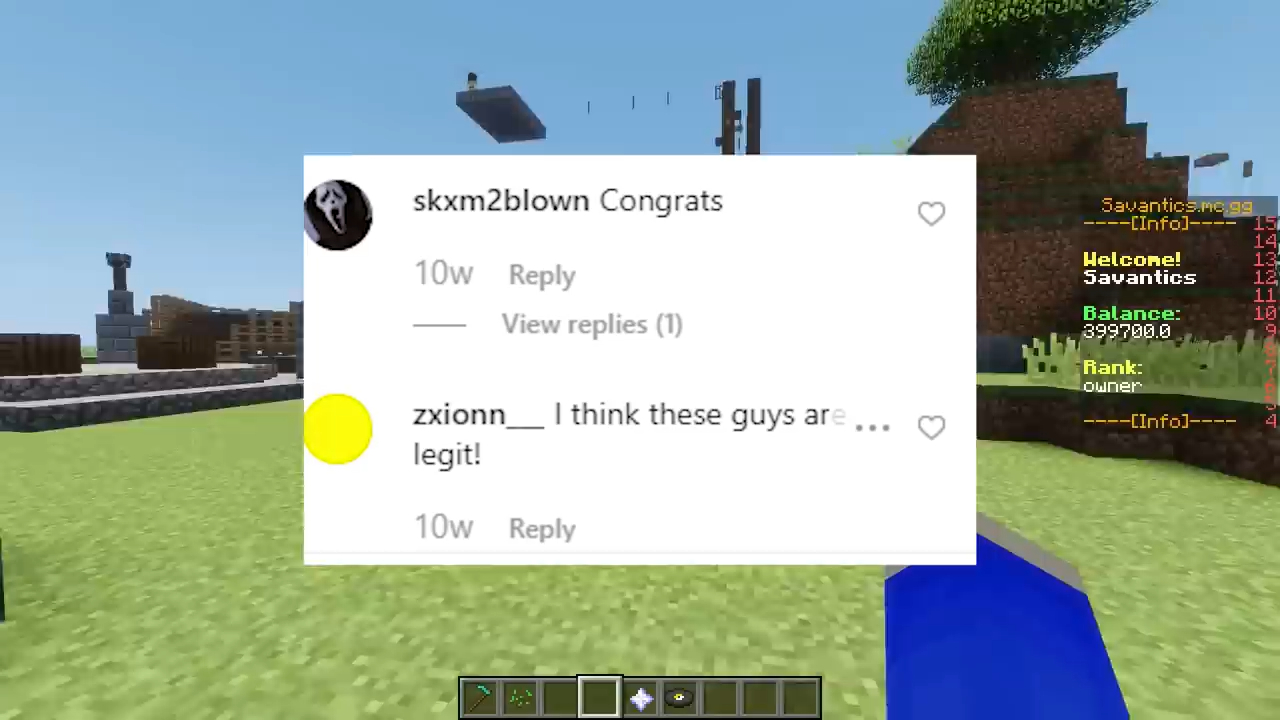 skxm2blown Congrats
10w Reply
View replies (1)
zxionn___ I think these guys are ...
legit!
10w Reply
Savantics.mc.gg
----[Info]---- 15
14
Welcome! 13
Savantics 12
11
Balance: 10
399700.0 9
Rank:
owner
----[Info]---- 4